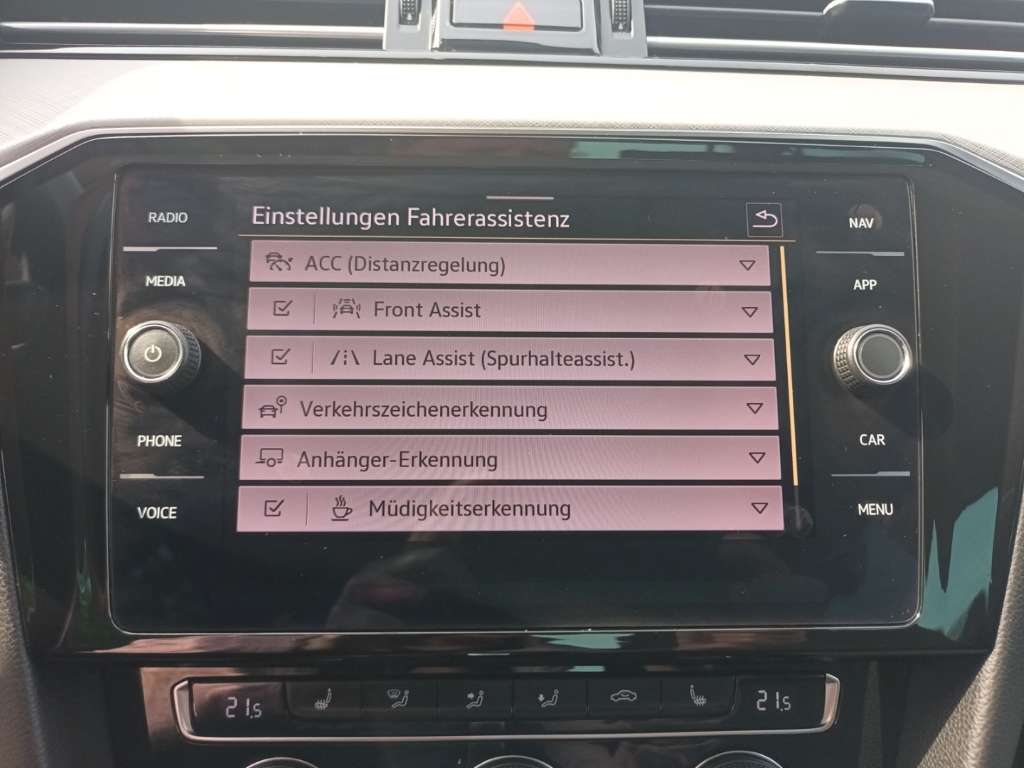 RADIO
MEDIA
PHONE
VOICE
Einstellungen Fahrerassistenz
ACC (Distanzregelung)
Front Assist
Lane Assist (Spurhalteassist.)
Verkehrszeichenerkennung
Anhänger-Erkennung
Müdigkeitserkennung
NAV
APP
CAR
MENU
21.5
21.5